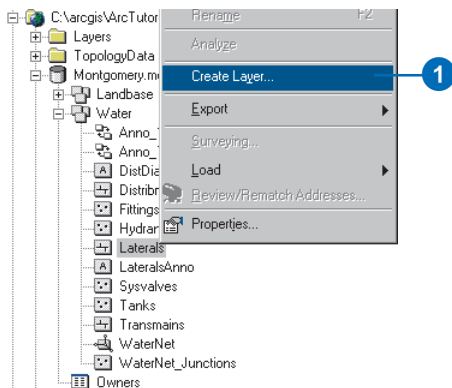 C:\arcgis\ArcTutor
Layers
TopologyData
Montgomery.m
Landbase
Water
Anno_
Anno_
DistDia
Distribr
Fittings
Hydran
Laterals
LateralsAnno
Sysvalves
Tanks
Transmains
WaterNet
WaterNet_Junctions
Owners
Rename F2
Analyze
Create Layer...
Export
Surveying...
Load
Review/Rematch Addresses...
Properties...
1